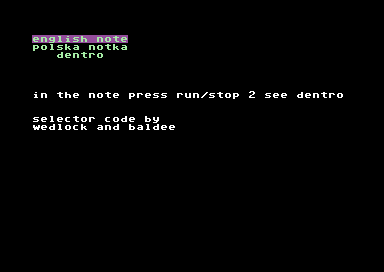 english note
polska notka
dentro
in the note press run/stop 2 see dentro
selector code by
wedlock and baldee